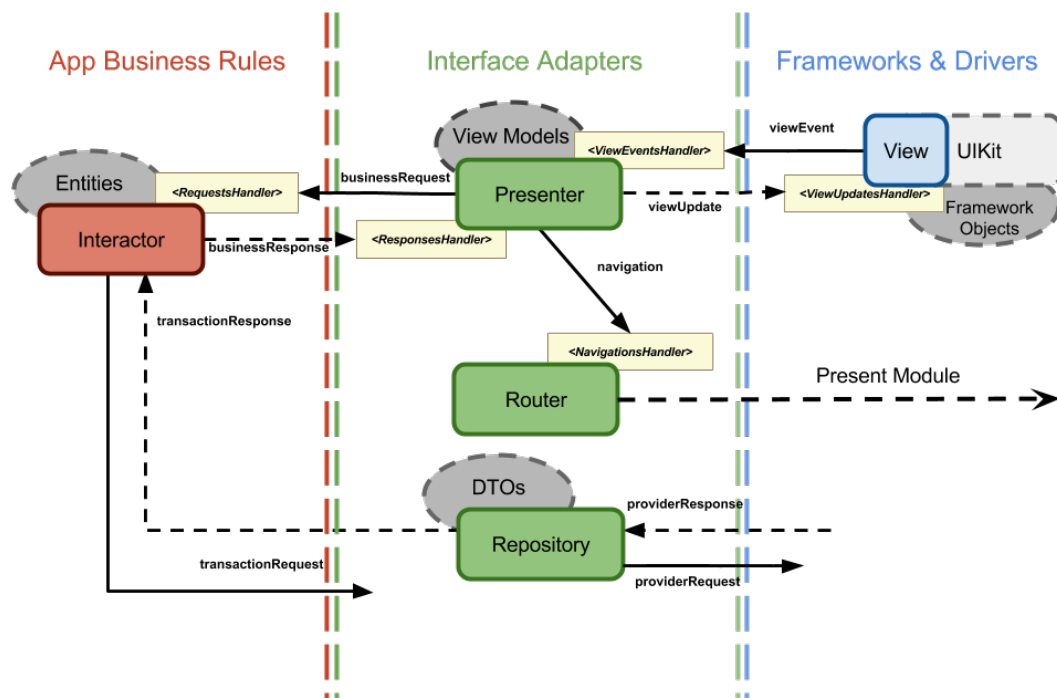 App Business Rules
Interface Adapters
Frameworks & Drivers
View Models
<ViewEventsHandler>
viewEvent
View
UIKit
Entities
<RequestsHandler>
businessRequest
Presenter
viewUpdate
<ViewUpdatesHandler>
Framework
Objects
Interactor
businessResponse
<ResponsesHandler>
navigation
transactionResponse
<NavigationsHandler>
Router
Present Module
DTOs
providerResponse
Repository
transactionRequest
providerRequest